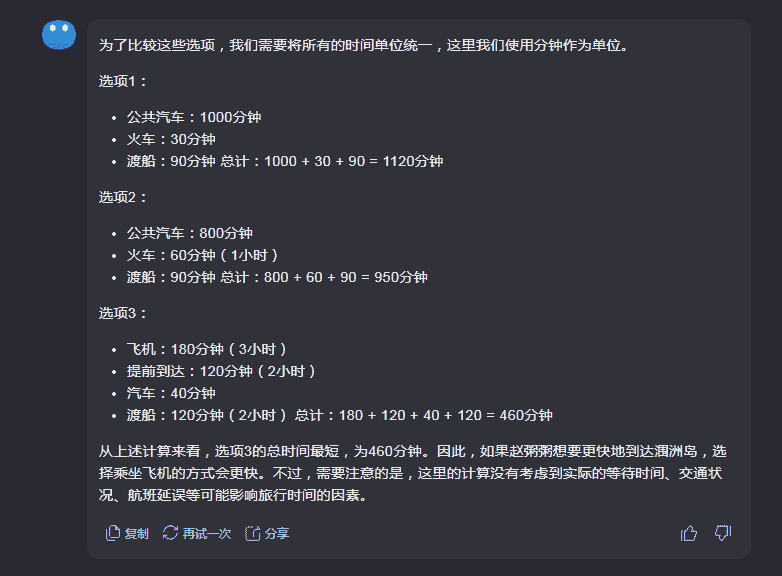 为了比较这些选项，我们需要将所有的时间单位统一，这里我们使用分钟作为单位。
选项1：
• 公共汽车：1000分钟
• 火车：30分钟
• 渡船：90分钟 总计：1000 + 30 + 90 = 1120分钟
选项2：
• 公共汽车：800分钟
• 火车：60分钟（1小时）
• 渡船：90分钟 总计：800 + 60 + 90 = 950分钟
选项3：
• 飞机：180分钟（3小时）
• 提前到达：120分钟（2小时）
• 汽车：40分钟
• 渡船：120分钟（2小时） 总计：180 + 120 + 40 + 120 = 460分钟
从上述计算来看，选项3的总时间最短，为460分钟。因此，如果赵粥粥想要更快地到达涠洲岛，选
择乘坐飞机的方式会更快。不过，需要注意的是，这里的计算没有考虑到实际的等待时间、交通状
况、航班延误等可能影响旅行时间的因素。
复制 再试一次 分享